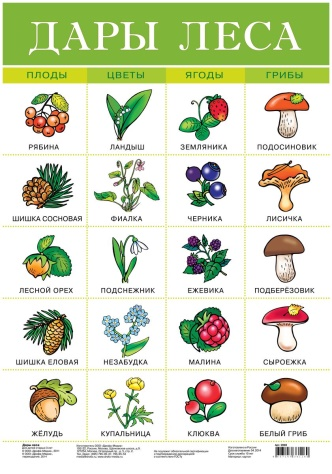 ДАРЫ ЛЕСА
ПЛОДЫ ЦВЕТЫ ЯГОДЫ ГРИБЫ
РЯБИНА ЛАНДЫШ ЗЕМЛЯНИКА ПОДОСИНОВИК
ШИШКА СОСНОВАЯ ФИАЛКА ЧЕРНИКА ЛИСИЧКА
ЛЕСНОЙ ОРЕХ ПОДСНЕЖНИК ЕЖЕВИКА ПОДБЕРЁЗОВИК
ШИШКА ЕЛОВАЯ НЕЗАБУДКА МАЛИНА СЫРОЕЖКА
ЖЁЛУДЬ КУПАЛЬНИЦА КЛЮКВА БЕЛЫЙ ГРИБ